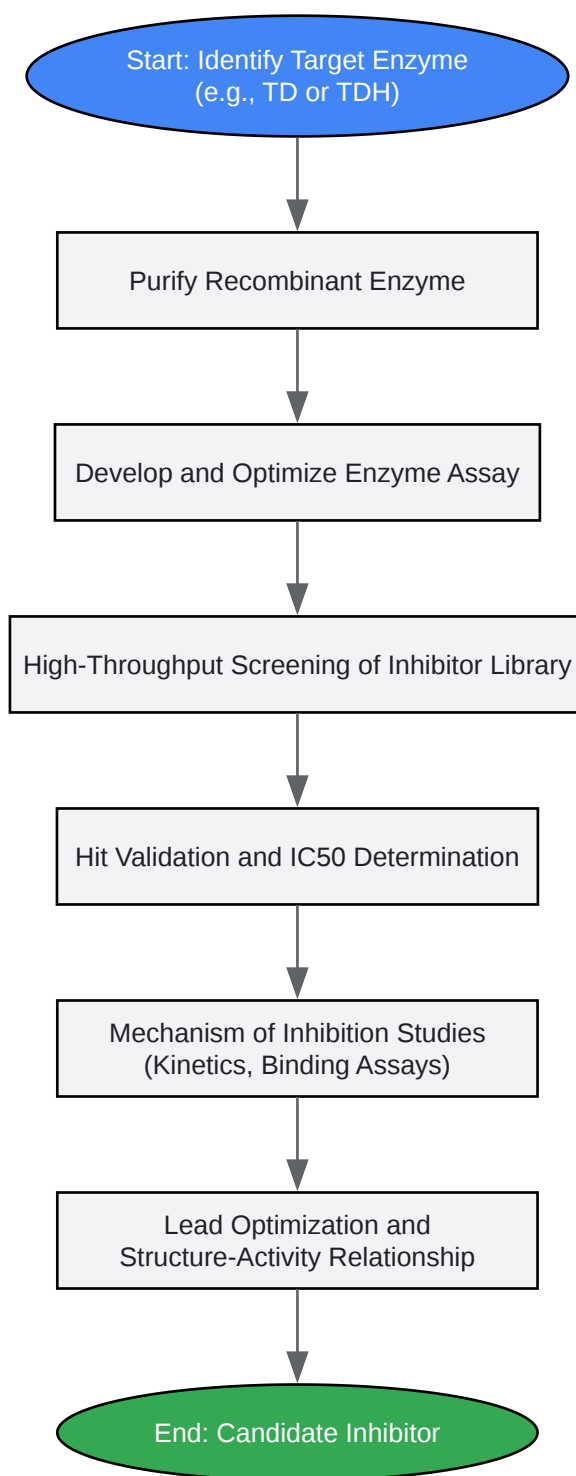 Start: Identify Target Enzyme
(e.g., TD or TDH)
Purify Recombinant Enzyme
Develop and Optimize Enzyme Assay
High-Throughput Screening of Inhibitor Library
Hit Validation and IC50 Determination
Mechanism of Inhibition Studies
(Kinetics, Binding Assays)
Lead Optimization and
Structure-Activity Relationship
End: Candidate Inhibitor